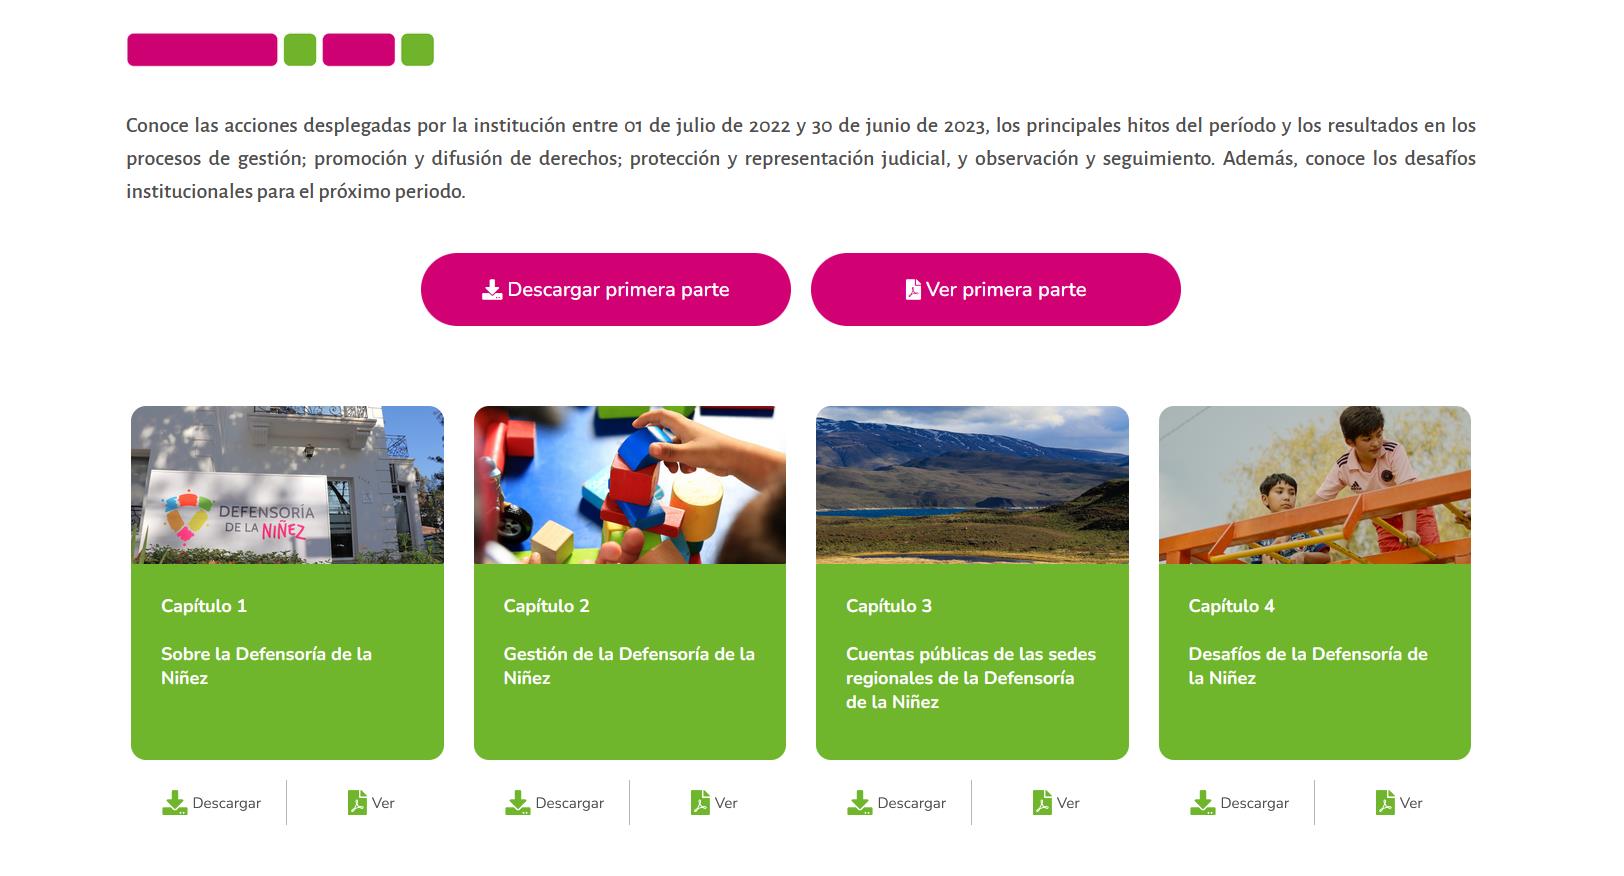 Conoce las acciones desplegadas por la institución entre 01 de julio de 2022 y 30 de junio de 2023, los principales hitos del período y los resultados en los
procesos de gestión; promoción y difusión de derechos; protección y representación judicial, y observación y seguimiento. Además, conoce los desafíos
institucionales para el próximo periodo.
Descargar primera parte
Ver primera parte
DEFENSORÍA
DE LA NIÑEZ
Capítulo 1
Sobre la Defensoría de la
Niñez
Descargar
Ver
Capítulo 2
Gestión de la Defensoría de la
Niñez
Descargar
Ver
Capítulo 3
Cuentas públicas de las sedes
regionales de la Defensoría
de la Niñez
Descargar
Ver
Capítulo 4
Desafíos de la Defensoría de
la Niñez
Descargar
Ver